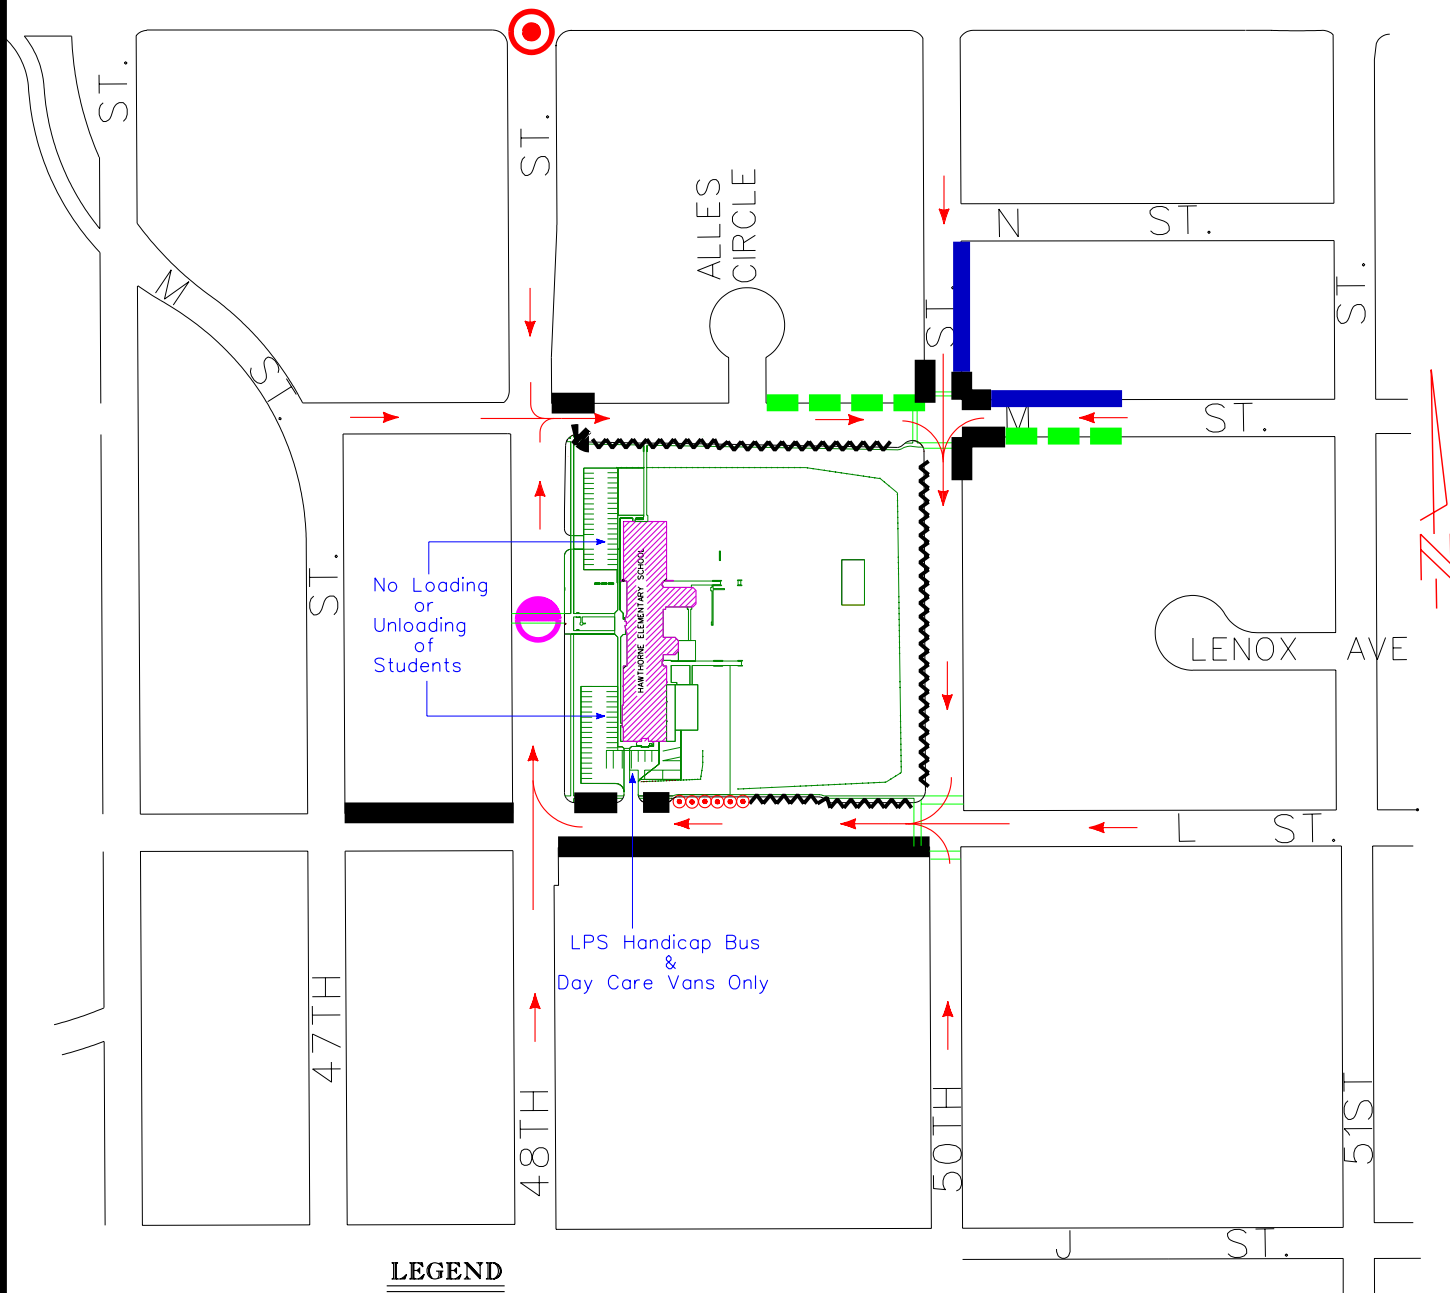 ST.
ST.
ALLES
CIRCLE
N ST.
M
ST.
ST.
ST.
ST.
M ST.
No Loading
or
Unloading
of
Students
HAWTHORNE ELEMENTARY SCHOOL
N
LENOX AVE
L ST.
LPS Handicap Bus
&
Day Care Vans Only
47TH
48TH
50TH
51ST
J ST.
LEGEND